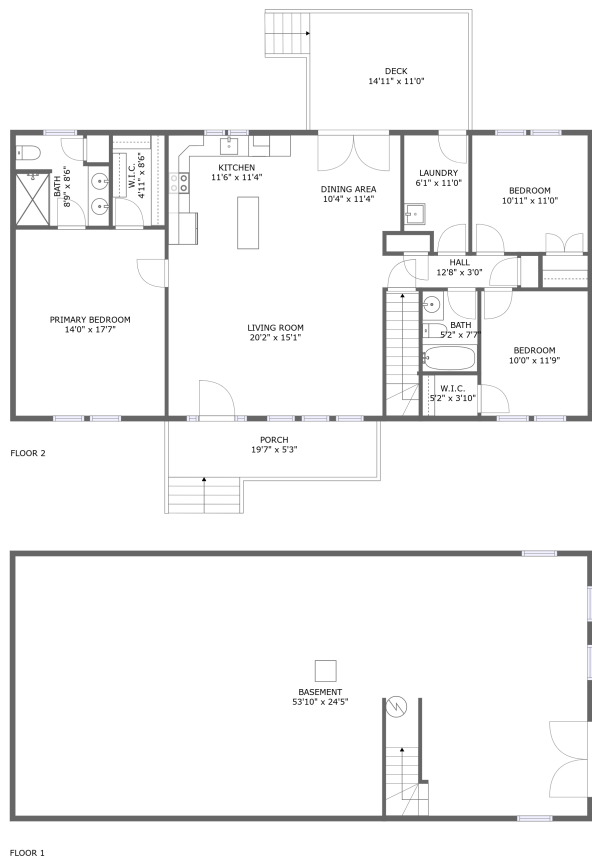 DECK
14'11" x 11'0"
KITCHEN
11'6" x 11'4"
DINING AREA
10'4" x 11'4"
LAUNDRY
6'1" x 11'0"
BEDROOM
10'11" x 11'0"
BATH
8'9" x 8'6"
W.I.C.
4'11" x 8'6"
HALL
12'8" x 3'0"
PRIMARY BEDROOM
14'0" x 17'7"
LIVING ROOM
20'2" x 15'1"
BATH
5'2" x 7'7"
BEDROOM
10'0" x 11'9"
W.I.C.
5'2" x 3'10"
PORCH
19'7" x 5'3"
FLOOR 2
BASEMENT
53'10" x 24'5"
FLOOR 1